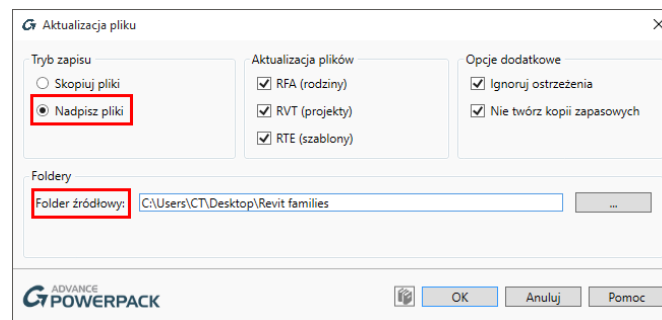 Aktualizacja pliku
Tryb zapisu
Skopiuj pliki
Nadpisz pliki
Aktualizacja plików
RFA (rodziny)
RVT (projekty)
RTE (szablony)
Opcje dodatkowe
Ignoruj ostrzeżenia
Nie twórz kopii zapasowych
Foldery
Folder źródłowy: C:\Users\CT\Desktop\Revit families ...
ADVANCE
POWERPACK
OK Anuluj Pomoc